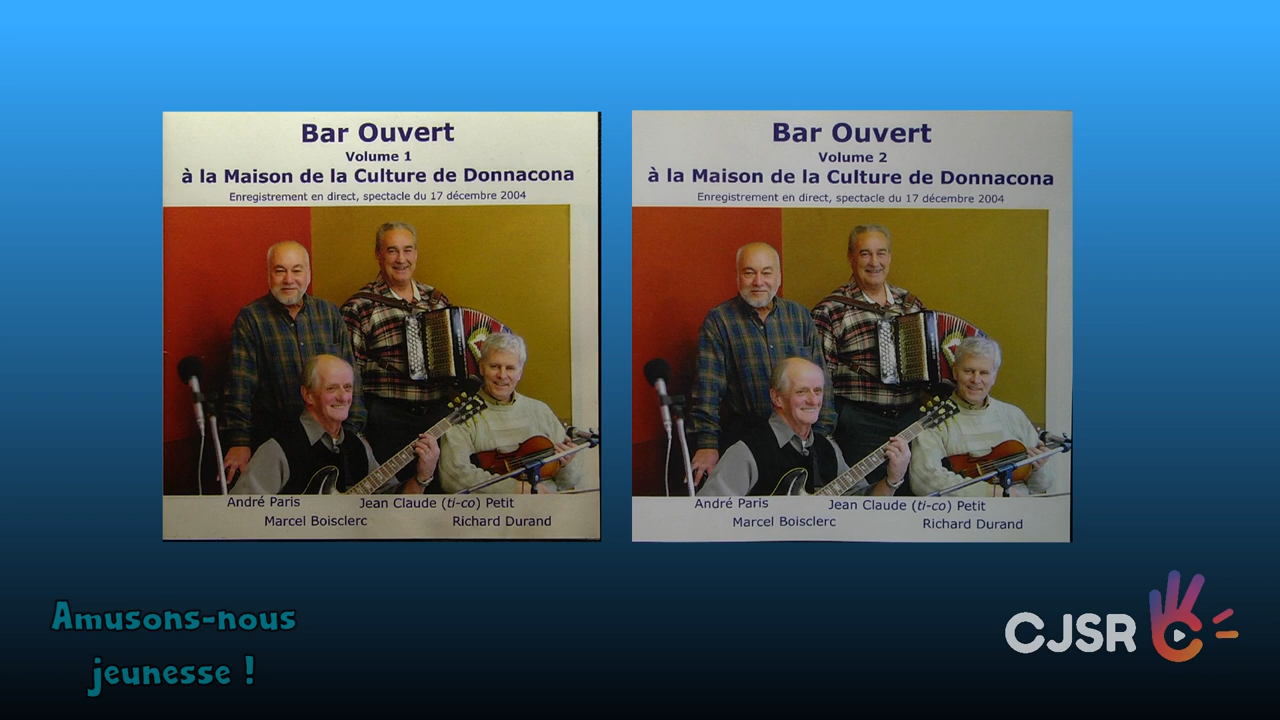 Bar Ouvert
Volume 1
à la Maison de la Culture de Donnacona
Enregistrement en direct, spectacle du 17 décembre 2004
André Paris
Jean Claude (ti-co) Petit
Marcel Boisclerc
Richard Durand
Bar Ouvert
Volume 2
à la Maison de la Culture de Donnacona
Enregistrement en direct, spectacle du 17 décembre 2004
André Paris
Jean Claude (ti-co) Petit
Marcel Boisclerc
Richard Durand
Amusons-nous
jeunesse !
CJSR